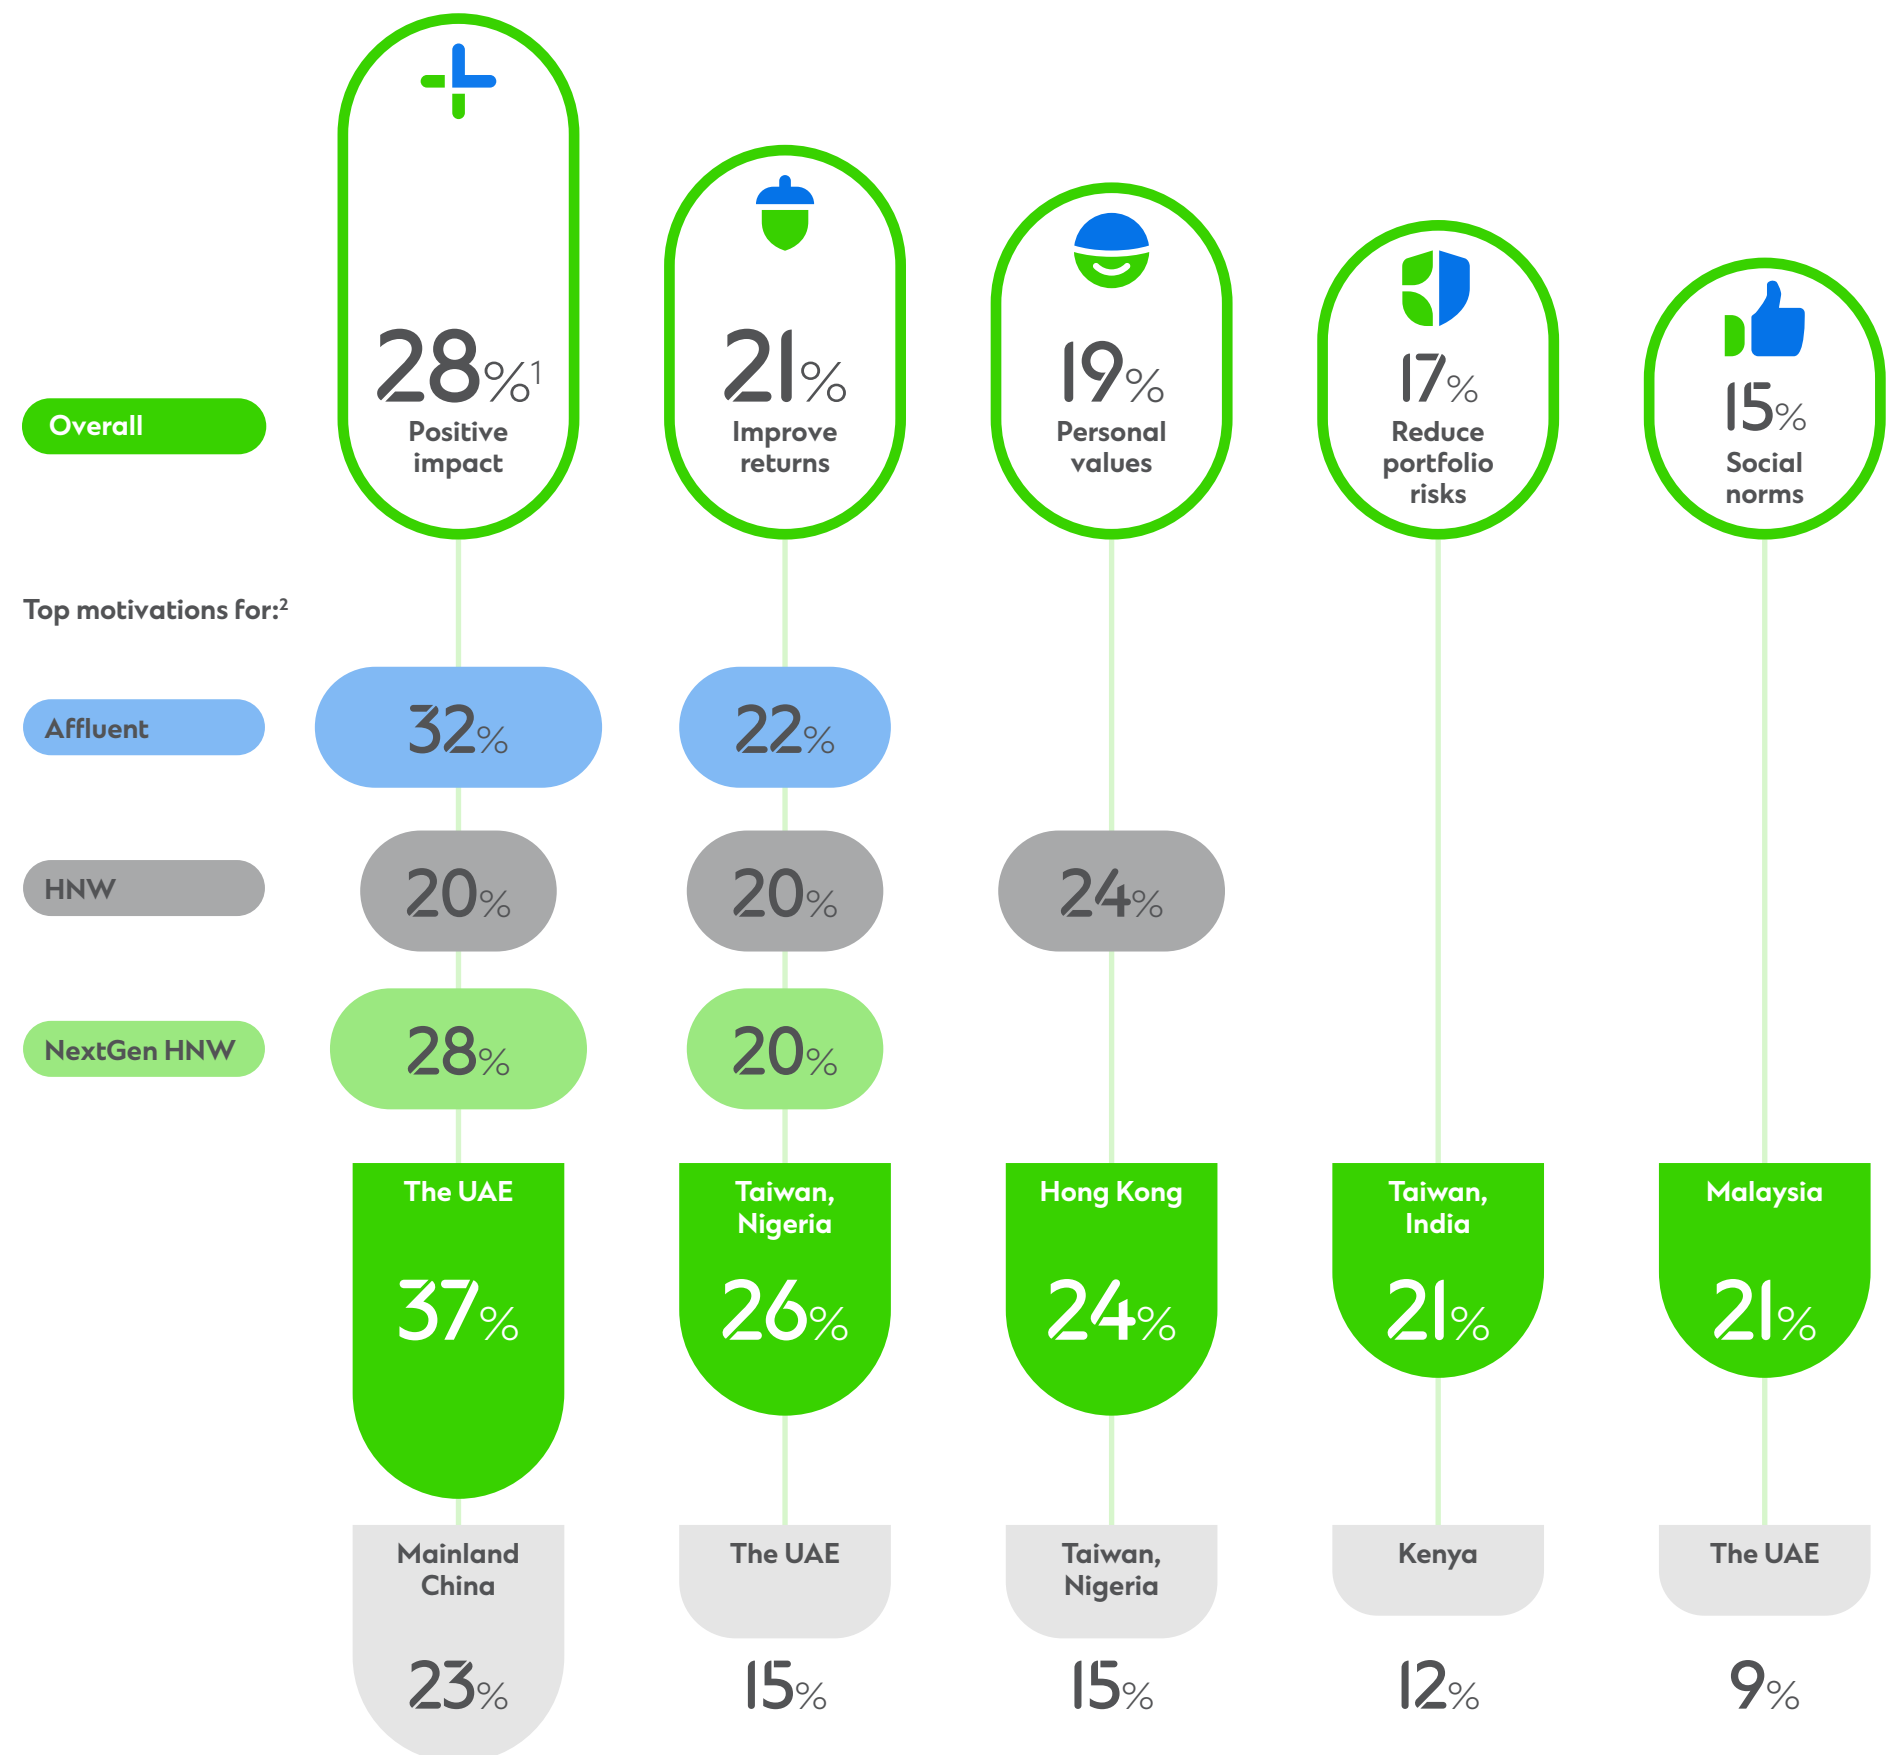 28%1
Positive
impact
21%
Improve
returns
19%
Personal
values
17%
Reduce
portfolio
risks
15%
Social
norms
Overall
Top motivations for:2
Affluent
32%
22%
HNW
20%
20%
24%
NextGen HNW
28%
20%
The UAE
37%
Taiwan,
Nigeria
26%
Hong Kong
24%
Taiwan,
India
21%
Malaysia
21%
Mainland
China
23%
The UAE
15%
Taiwan,
Nigeria
15%
Kenya
12%
The UAE
9%